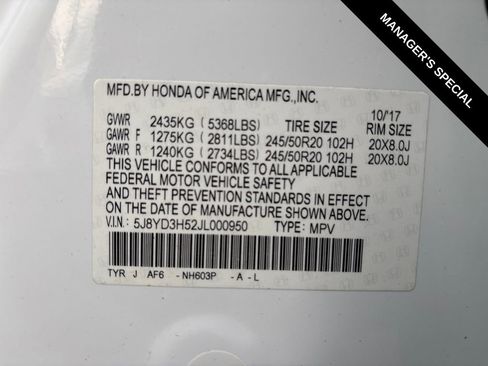 MANAGER'S SPECIAL
MFD.BY HONDA OF AMERICA MFG.,INC.
10/17
GVWR 2435KG ( 5368LBS) TIRE SIZE RIM SIZE
GAWR F 1275KG ( 2811LBS) 245/50R20 102H 20X8.0J
GAWR R 1240KG ( 2734LBS) 245/50R20 102H 20X8.0J
THIS VEHICLE CONFORMS TO ALL APPLICABLE
FEDERAL MOTOR VEHICLE SAFETY
AND THEFT PREVENTION STANDARDS IN EFFECT
ON THE DATE OF MANUFACTURE SHOWN ABOVE.
V.I.N: 5J8YD3H52JL000950 TYPE: MPV
TYR J AF6 -NH603P -A-L